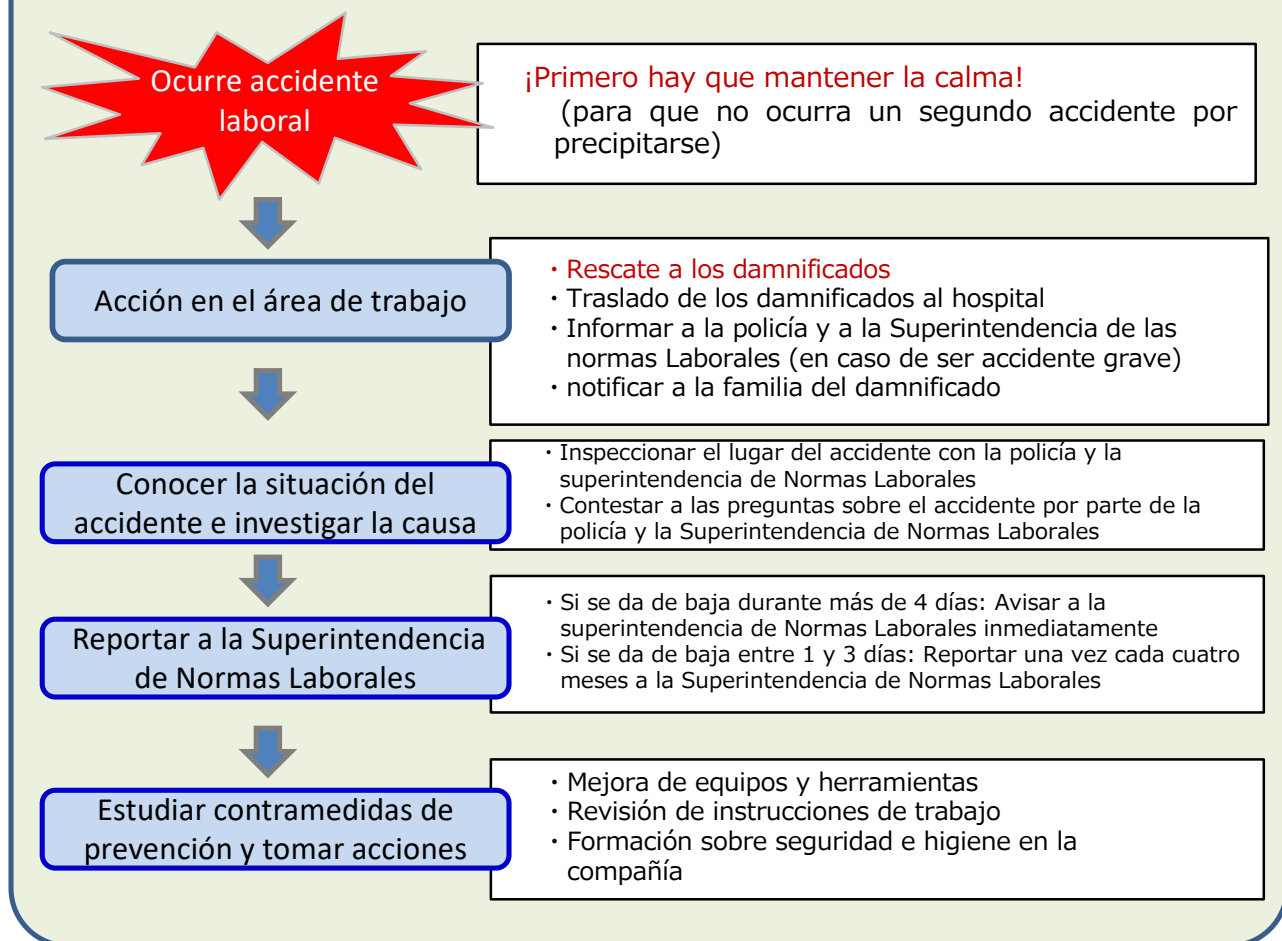 Ocurre accidente
laboral
¡Primero hay que mantener la calma!
(para que no ocurra un segundo accidente por
precipitarse)
Acción en el área de trabajo
・Rescate a los damnificados
・Traslado de los damnificados al hospital
・Informar a la policía y a la Superintendencia de las
normas Laborales (en caso de ser accidente grave)
・notificar a la familia del damnificado
Conocer la situación del
accidente e investigar la causa
・Inspeccionar el lugar del accidente con la policía y la
superintendencia de Normas Laborales
・Contestar a las preguntas sobre el accidente por parte de la
policía y la Superintendencia de Normas Laborales
Reportar a la Superintendencia
de Normas Laborales
・Si se da de baja durante más de 4 días: Avisar a la
superintendencia de Normas Laborales inmediatamente
・Si se da de baja entre 1 y 3 días: Reportar una vez cada cuatro
meses a la Superintendencia de Normas Laborales
Estudiar contramedidas de
prevención y tomar acciones
・Mejora de equipos y herramientas
・Revisión de instrucciones de trabajo
・Formación sobre seguridad e higiene en la
compañía